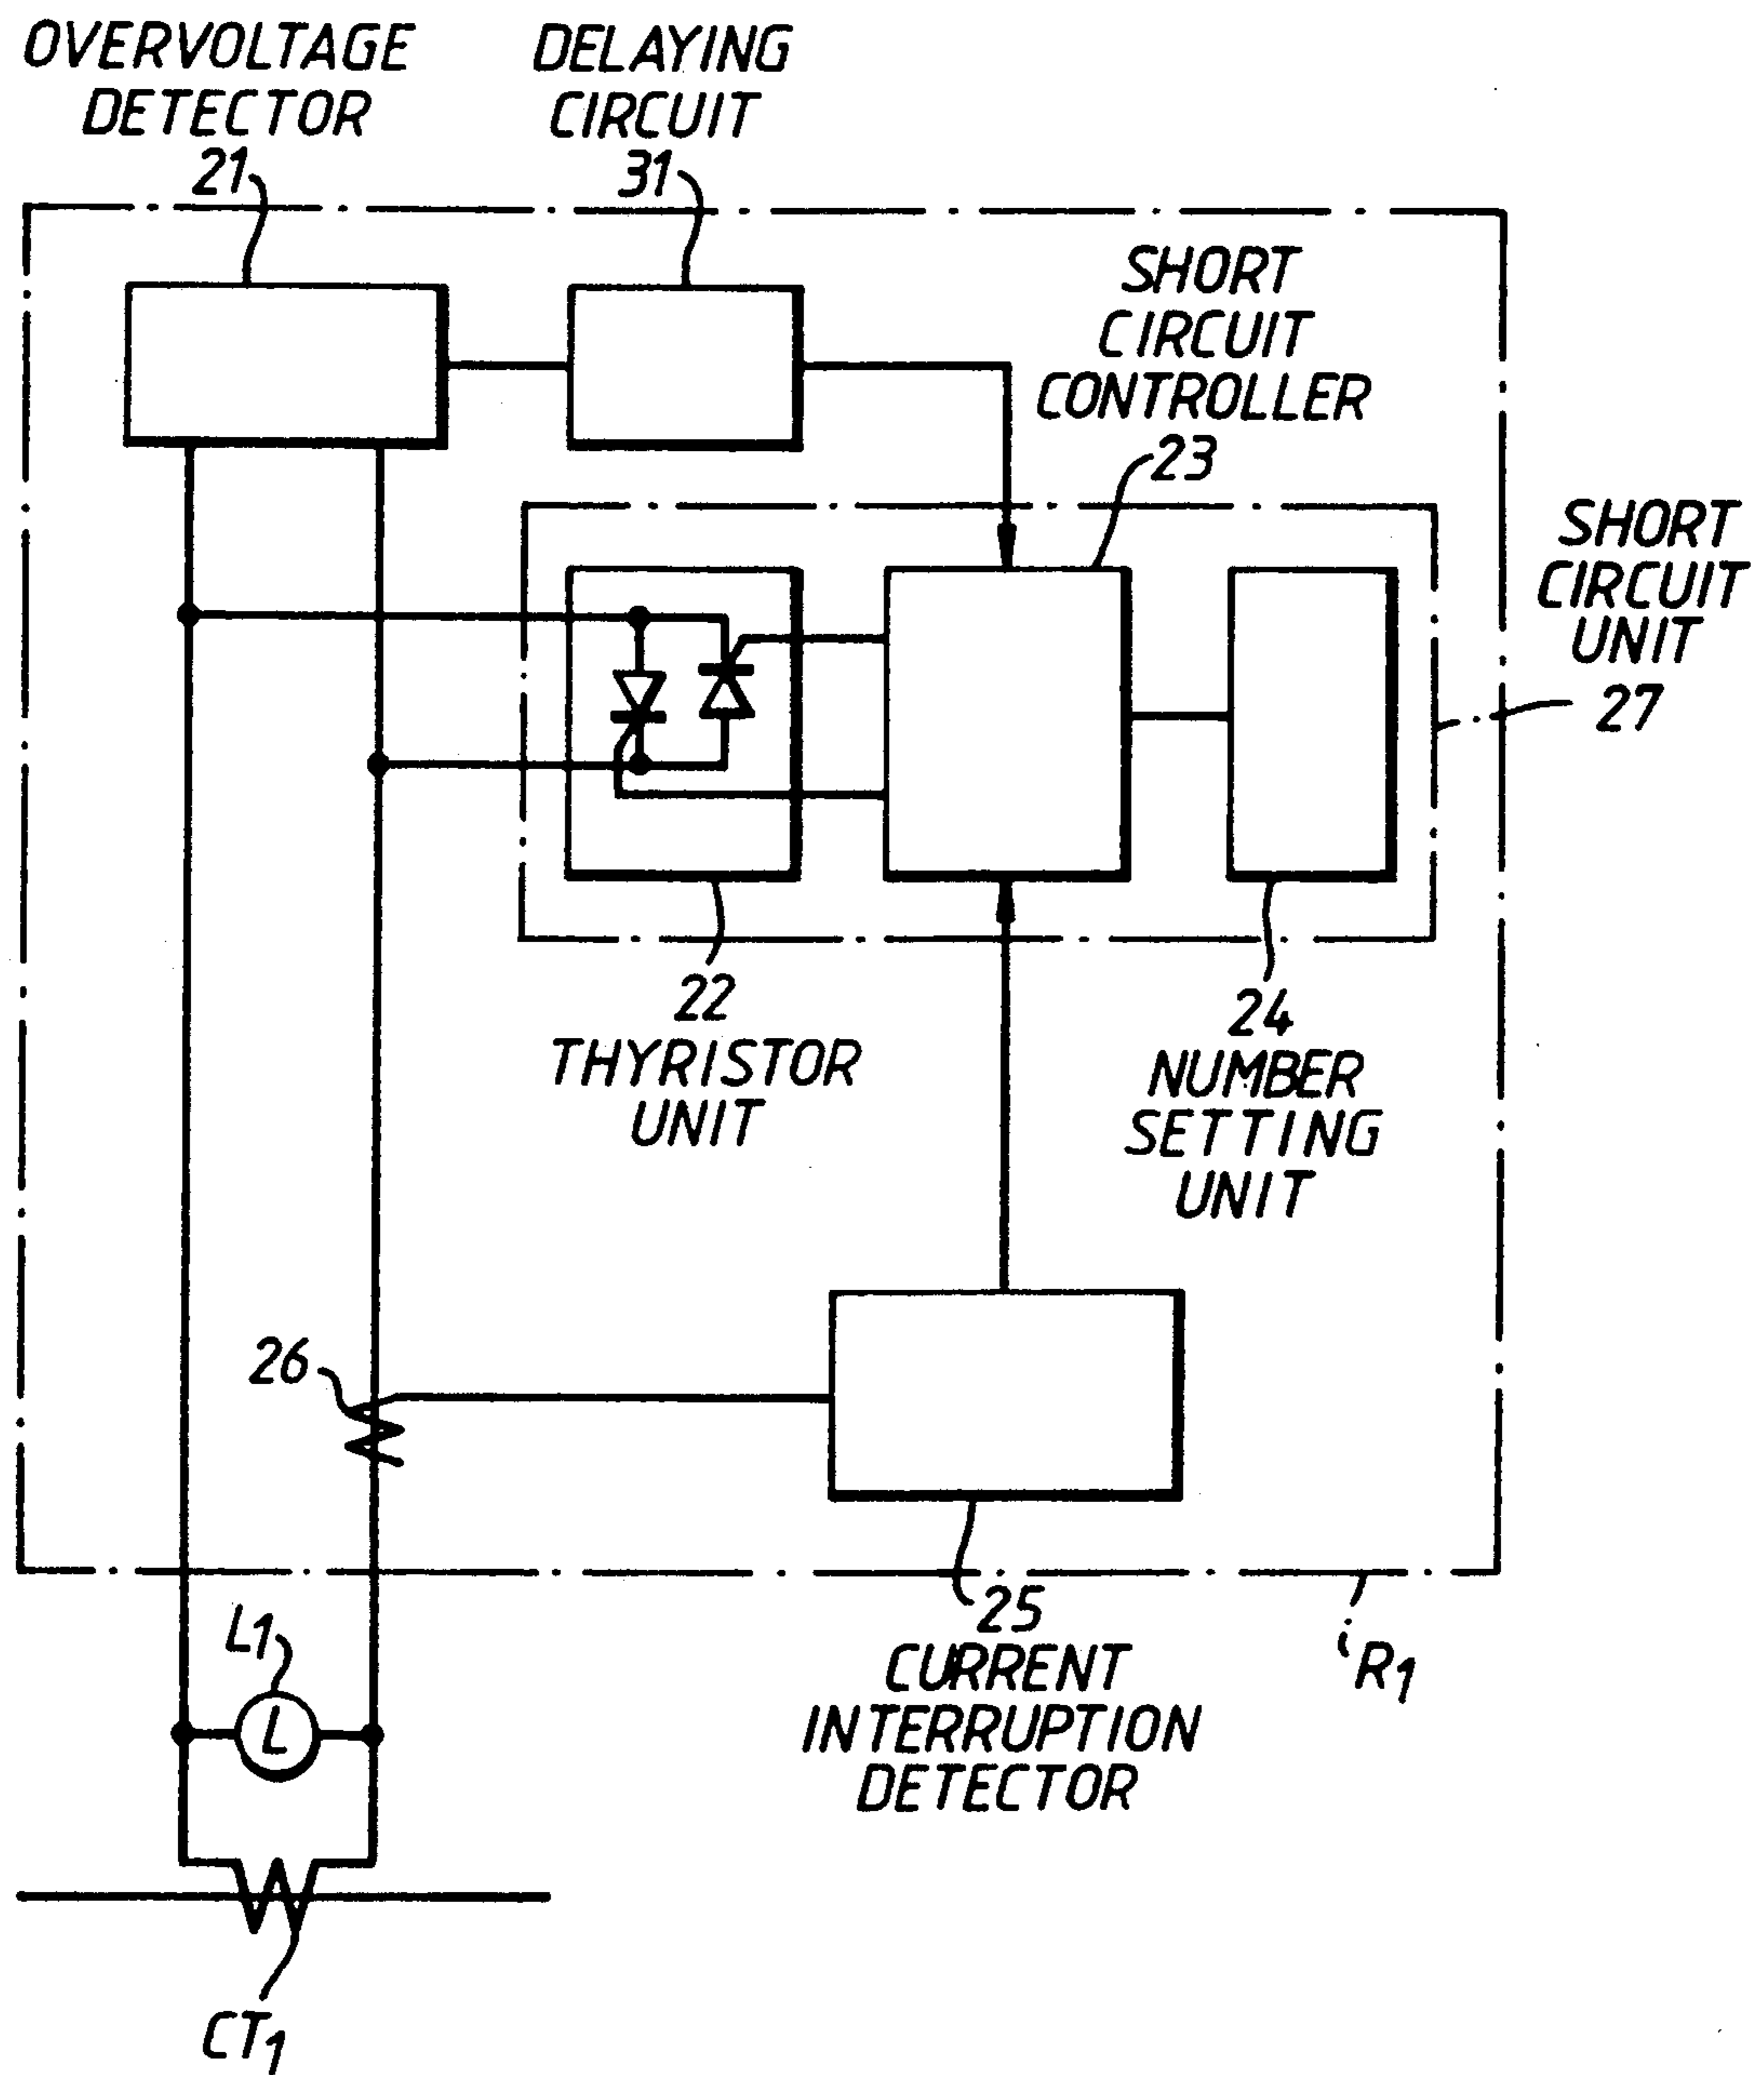 OVERVOLTAGE
DETECTOR
21
DELAYING
CIRCUIT
31
SHORT
CIRCUIT
CONTROLLER
23
SHORT
CIRCUIT
UNIT
27
22
THYRISTOR
UNIT
24
NUMBER
SETTING
UNIT
26
25
CURRENT
INTERRUPTION
DETECTOR
R1
L1
L
CT1